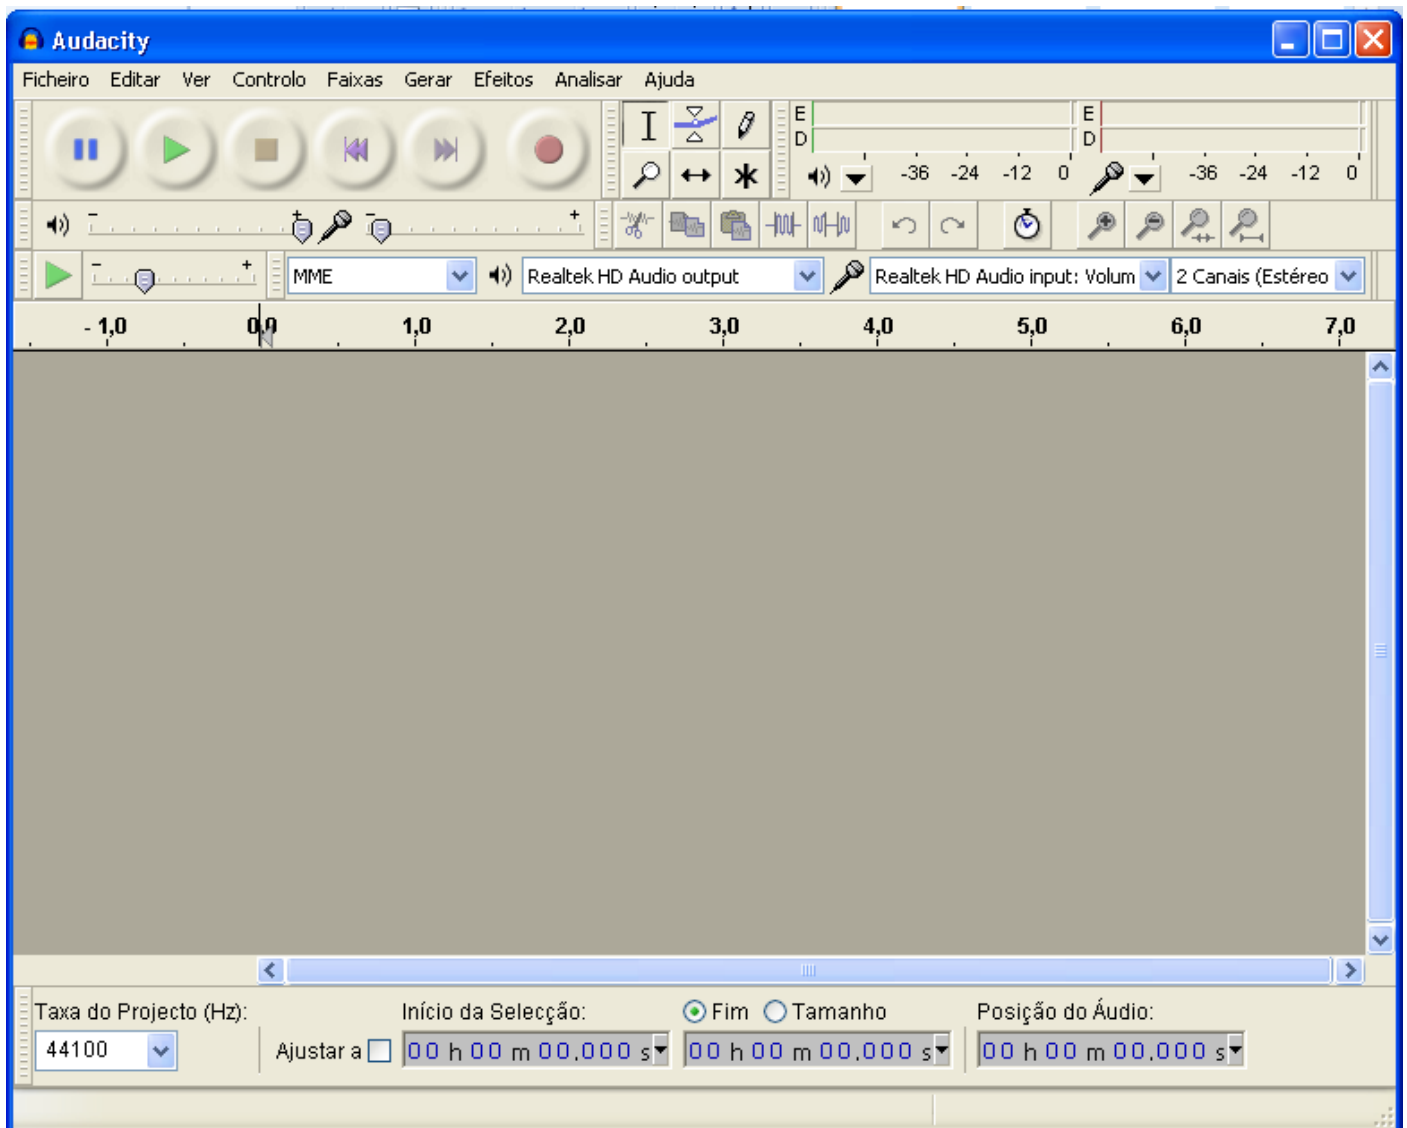 Audacity
Ficheiro Editar Ver Controlo Faixas Gerar Efeitos Analisar Ajuda
E
D
-36 -24 -12 0
E
D
-36 -24 -12 0
- + - +
- +
MME
Realtek HD Audio output
Realtek HD Audio input: Volum
2 Canais (Estéreo
- 1,0 0,0 1,0 2,0 3,0 4,0 5,0 6,0 7,0
Taxa do Projecto (Hz): Início da Selecção: Fim Tamanho Posição do Áudio:
44100 Ajustar a 00 h 00 m 00.000 s 00 h 00 m 00.000 s 00 h 00 m 00.000 s